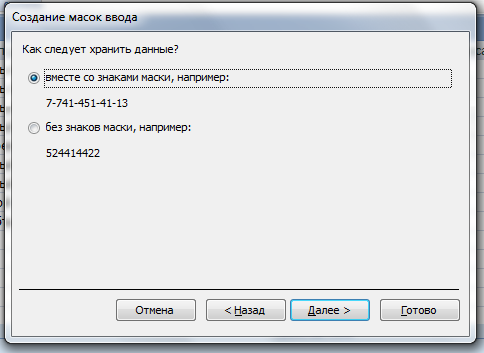 Создание масок ввода
Как следует хранить данные?
вместе со знаками маски, например:
7-741-451-41-13
без знаков маски, например:
524414422
Отмена
< Назад
Далее >
Готово